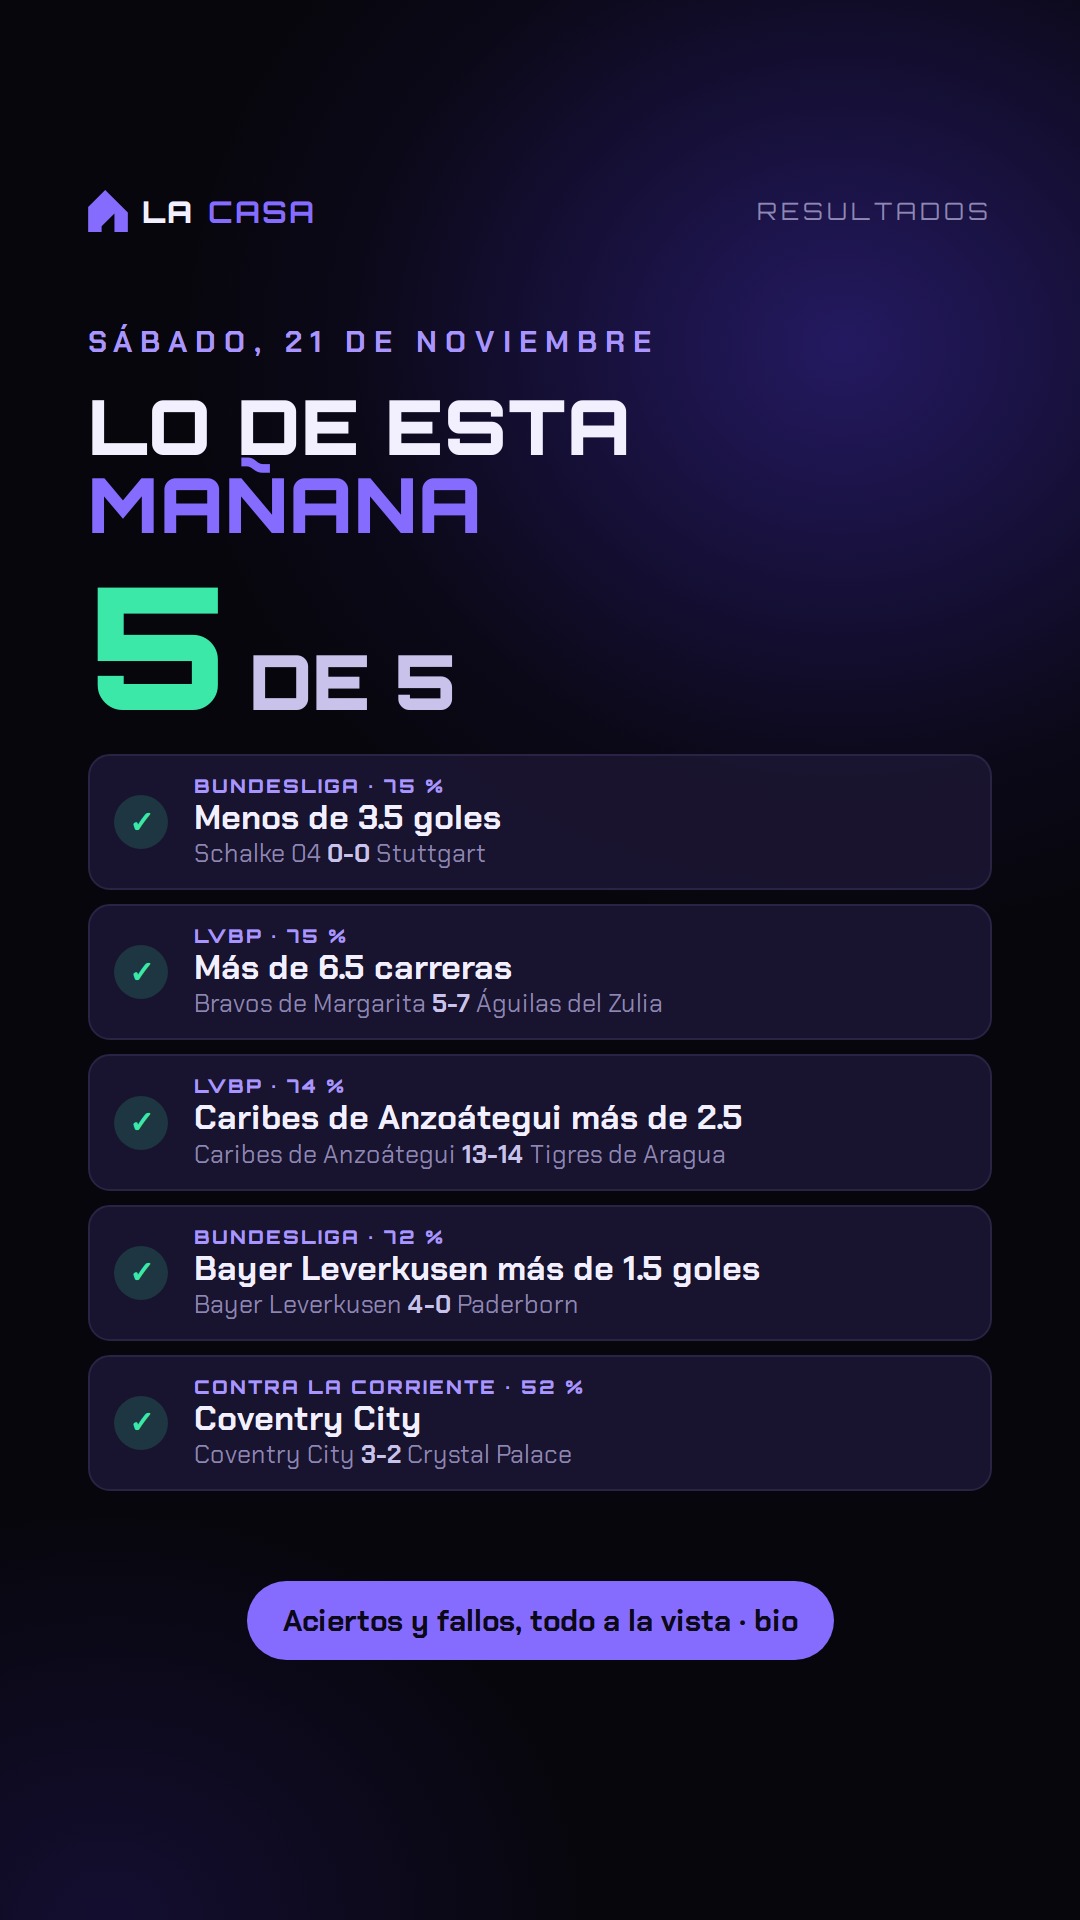 LA CASA
RESULTADOS
SÁBADO, 21 DE NOVIEMBRE
LO DE ESTA
MAÑANA
5 DE 5
BUNDESLIGA · 75 %
✓ Menos de 3.5 goles
Schalke 04 0-0 Stuttgart
LVBP · 75 %
✓ Más de 6.5 carreras
Bravos de Margarita 5-7 Águilas del Zulia
LVBP · 74 %
✓ Caribes de Anzoátegui más de 2.5
Caribes de Anzoátegui 13-14 Tigres de Aragua
BUNDESLIGA · 72 %
✓ Bayer Leverkusen más de 1.5 goles
Bayer Leverkusen 4-0 Paderborn
CONTRA LA CORRIENTE · 52 %
✓ Coventry City
Coventry City 3-2 Crystal Palace
Aciertos y fallos, todo a la vista · bio